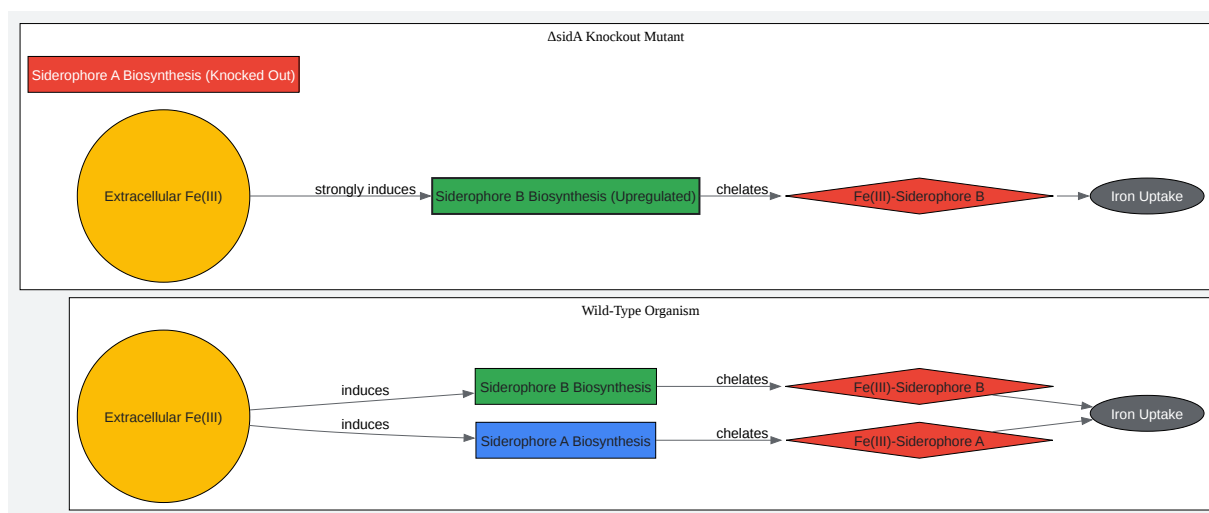 ΔsidA Knockout Mutant
Siderophore A Biosynthesis (Knocked Out)
Extracellular Fe(III)
strongly induces
Siderophore B Biosynthesis (Upregulated)
chelates
Fe(III)-Siderophore B
Iron Uptake
Wild-Type Organism
Extracellular Fe(III)
induces
Siderophore B Biosynthesis
chelates
Fe(III)-Siderophore B
induces
Siderophore A Biosynthesis
chelates
Fe(III)-Siderophore A
Iron Uptake